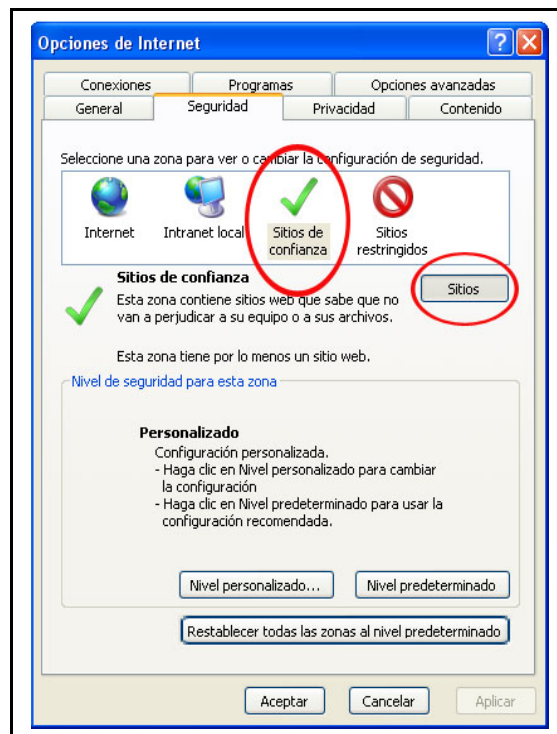 Opciones de Internet
Conexiones Programas Opciones avanzadas
General Seguridad Privacidad Contenido
Seleccione una zona para ver o cambiar la configuración de seguridad.
Internet Intranet local Sitios de confianza Sitios restringidos
Sitios de confianza
Sitios
Esta zona contiene sitios web que sabe que no
van a perjudicar a su equipo o a sus archivos.
Esta zona tiene por lo menos un sitio web.
Nivel de seguridad para esta zona
Personalizado
Configuración personalizada.
- Haga clic en Nivel personalizado para cambiar
la configuración
- Haga clic en Nivel predeterminado para usar la
configuración recomendada.
Nivel personalizado... Nivel predeterminado
Restablecer todas las zonas al nivel predeterminado
Aceptar Cancelar Aplicar